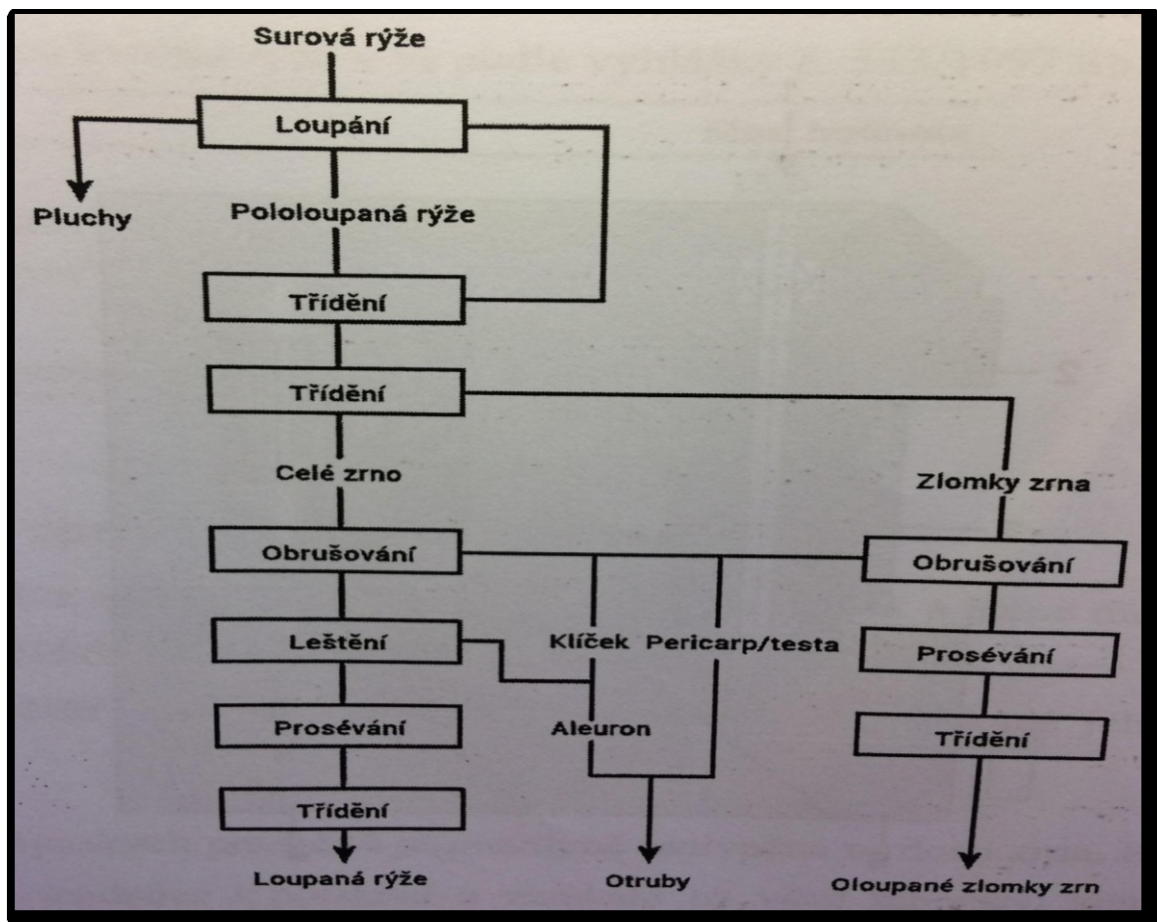 Surová rýže
Loupání
Pluchy
Pololoupaná rýže
Třídění
Třídění
Celé zrno
Zlomky zrna
Obrušování
Obrušování
Leštění
Klíček
Pericarp/testa
Prosévání
Prosévání
Aleuron
Třídění
Třídění
Loupaná rýže
Otruby
Oloupané zlomky zrn